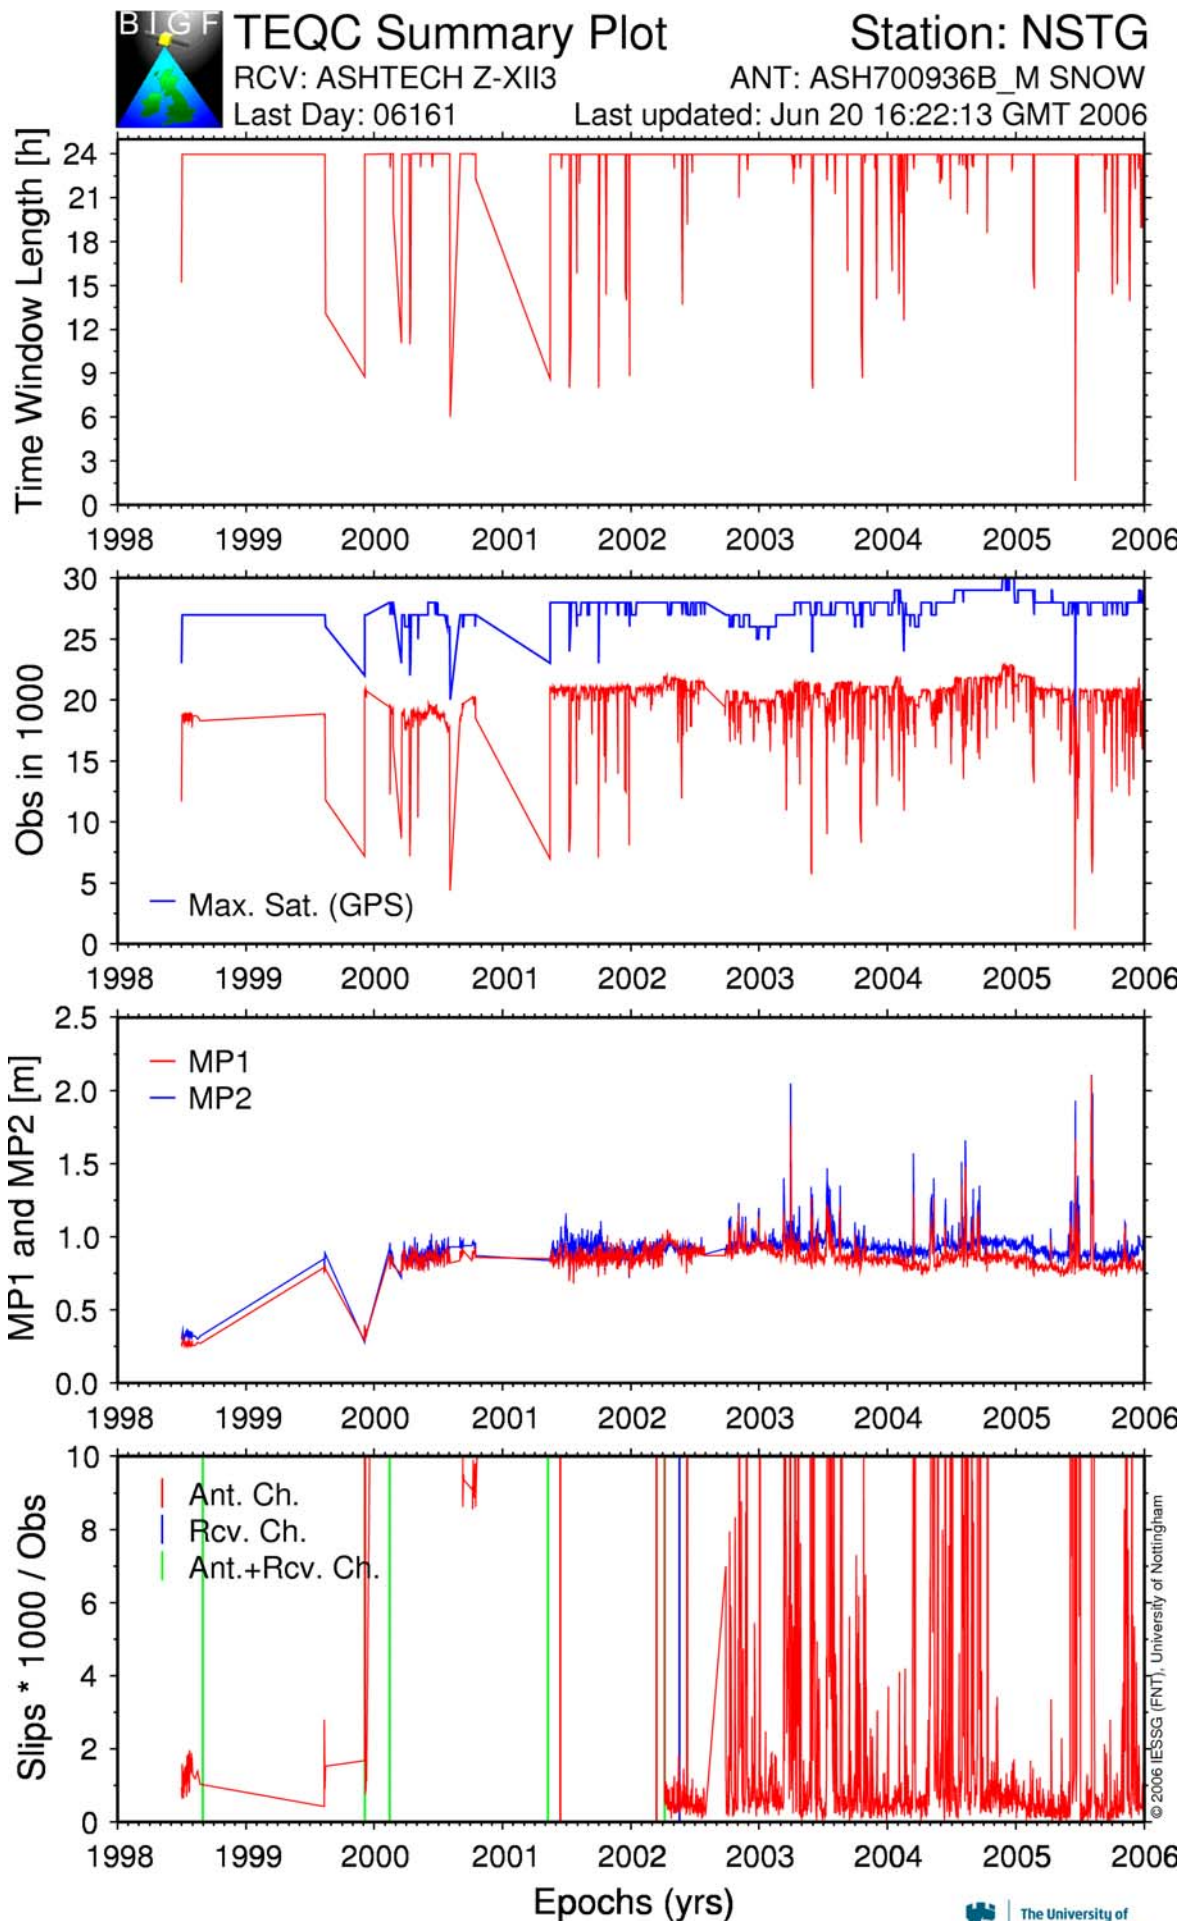 B I G F
TEQC Summary Plot
Station: NSTG
RCV: ASHTECH Z-XII3
ANT: ASH700936B_M SNOW
Last Day: 06161
Last updated: Jun 20 16:22:13 GMT 2006
Time Window Length [h]
24
21
18
15
12
9
6
3
0
1998 1999 2000 2001 2002 2003 2004 2005 2006
Obs in 1000
30
25
20
15
10
5
0
Max. Sat. (GPS)
1998 1999 2000 2001 2002 2003 2004 2005 2006
MP1 and MP2 [m]
2.5
2.0
1.5
1.0
0.5
0.0
MP1
MP2
1998 1999 2000 2001 2002 2003 2004 2005 2006
Slips * 1000 / Obs
10
8
6
4
2
0
Ant. Ch.
Rcv. Ch.
Ant.+Rcv. Ch.
© 2006 IESSG (FNT), University of Nottingham
1998 1999 2000 2001 2002 2003 2004 2005 2006
Epochs (yrs)
The University of